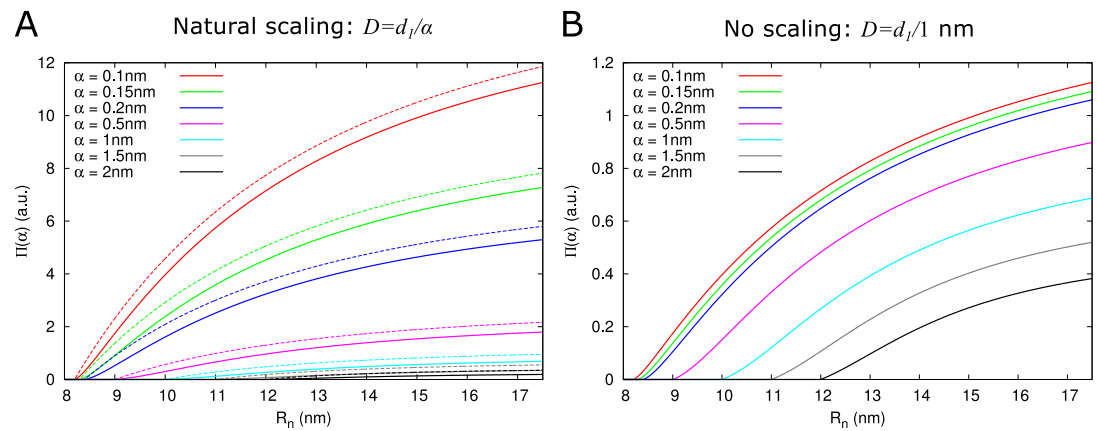 A
Natural scaling: D=d₁/α
12
10
8
6
4
2
0
Π(α) (a.u.)
α = 0.1nm
α = 0.15nm
α = 0.2nm
α = 0.5nm
α = 1nm
α = 1.5nm
α = 2nm
8 9 10 11 12 13 14 15 16 17
Rₙ (nm)
B
No scaling: D=d₁/1 nm
1.2
1
0.8
0.6
0.4
0.2
0
Π(α) (a.u.)
α = 0.1nm
α = 0.15nm
α = 0.2nm
α = 0.5nm
α = 1nm
α = 1.5nm
α = 2nm
8 9 10 11 12 13 14 15 16 17
Rₙ (nm)